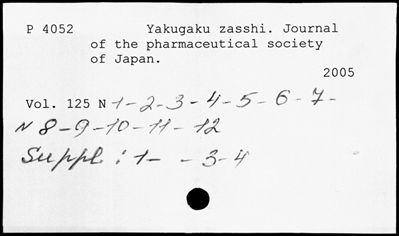 P 4052 Yakugaku zasshi. Journal
of the pharmaceutical society
of Japan.
2005
Vol. 125 N 1-2-3-4-5-6-7-
N 8-9-10-11-12
Suppl: 1- -3-4